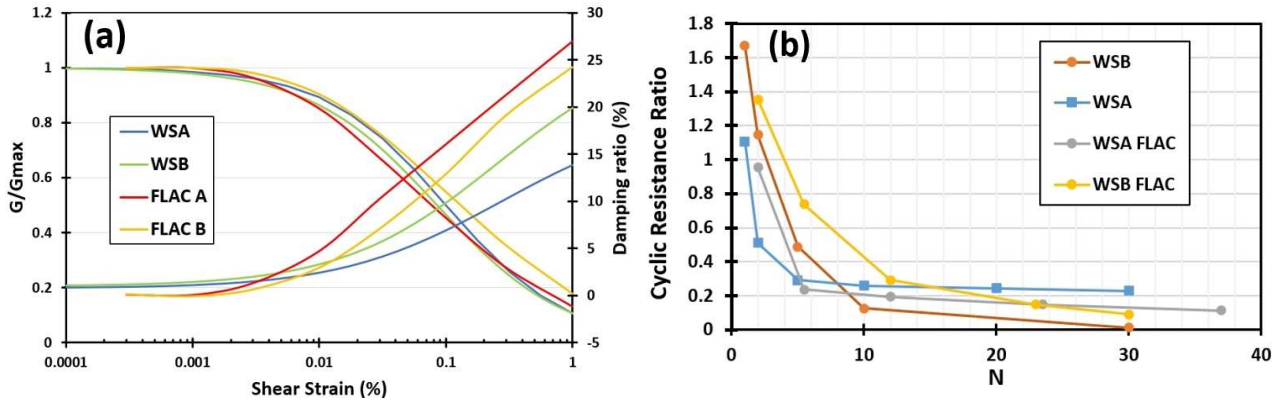 (a)
1.2
1
0.8
0.6
0.4
0.2
0
G/Gmax
WSA
WSB
FLAC A
FLAC B
30
25
20
15
10
5
0
-5
Damping ratio (%)
0.0001
0.001
0.01
0.1
1
Shear Strain (%)
(b)
1.8
1.6
1.4
1.2
1
0.8
0.6
0.4
0.2
0
Cyclic Resistance Ratio
WSB
WSA
WSA FLAC
WSB FLAC
0
10
20
30
40
N